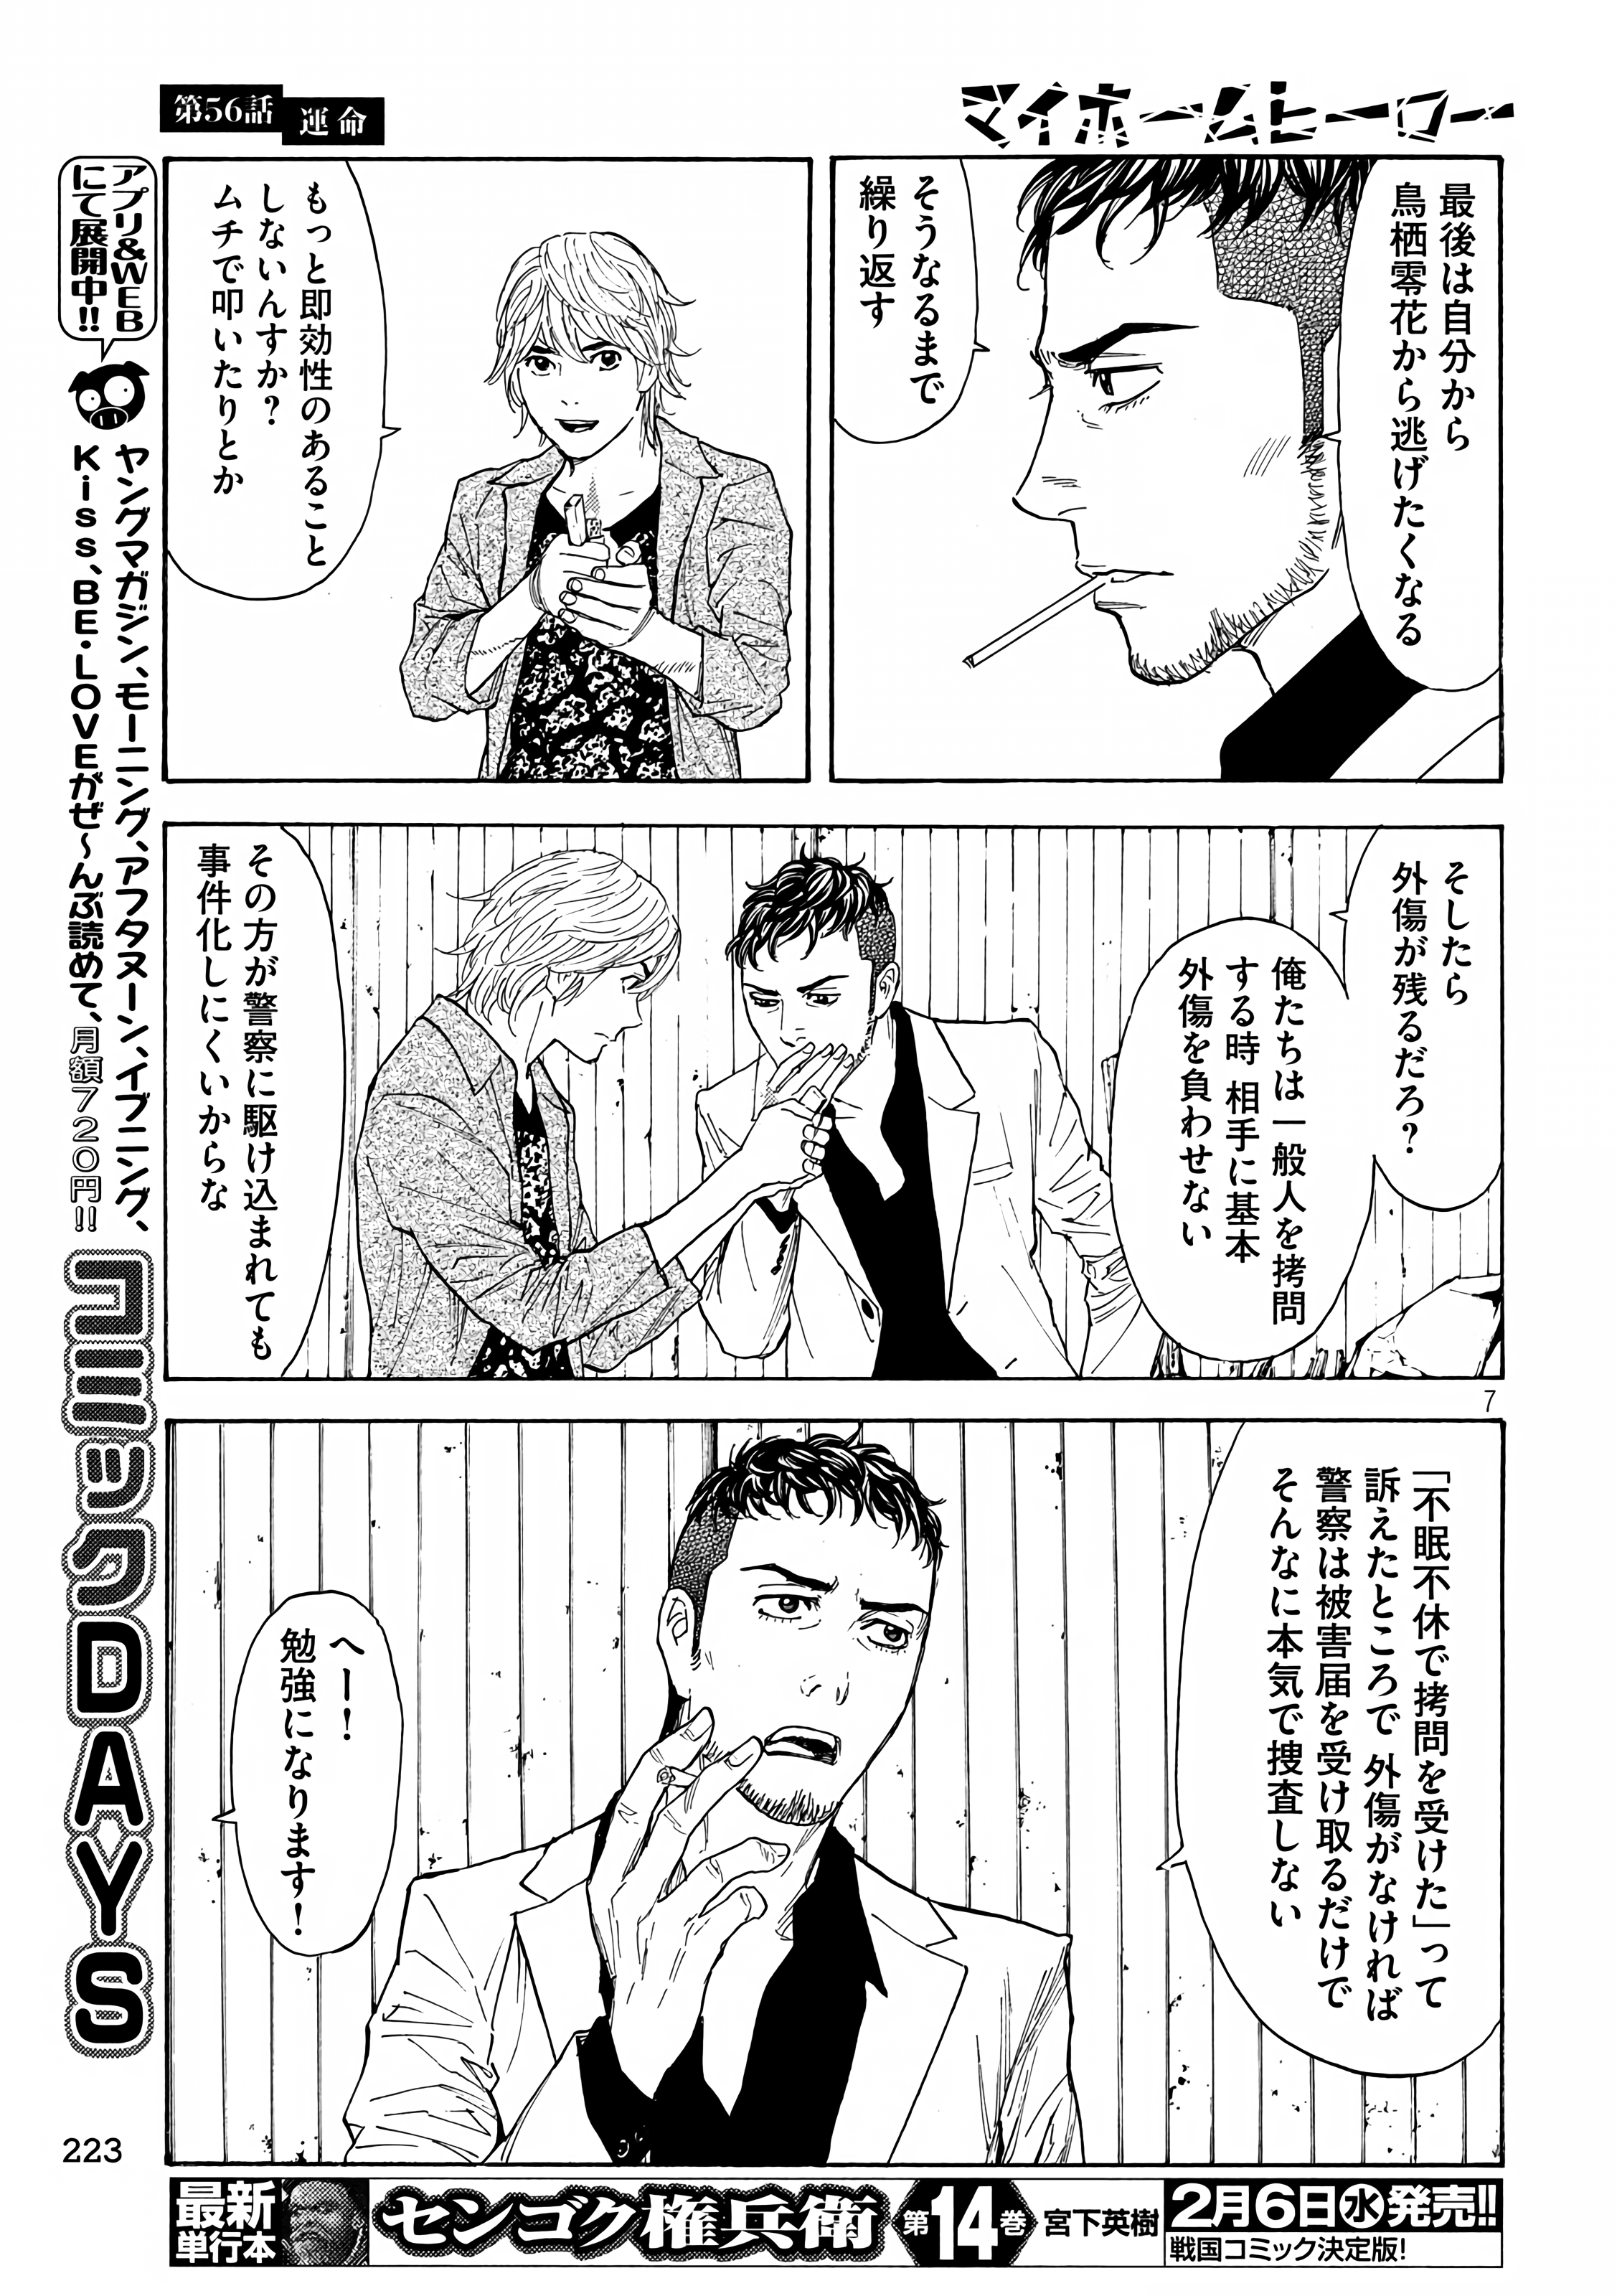 第56話
運命
マイホームヒーロー
最後は自分から
鳥栖零花から逃げたくなる
そうなるまで
繰り返す
もっと即効性のあること
しないんすか?
ムチで叩いたりとか
そしたら
外傷が残るだろ?
俺たちは一般人を拷問
する時 相手に基本
外傷を負わせない
その方が警察に駆け込まれても
事件化しにくいからな
7
「不眠不休で拷問を受けた」って
訴えたところで 外傷がなければ
警察は被害届を受け取るだけで
そんなに本気で捜査しない
へー!
勉強になります!
アプリ&WEB
にて展開中!!
ヤングマガジン、モーニング、アフタヌーン、イブニング、
Kiss、BE・LOVEがぜ〜んぶ読めて、月額720円!!
コミックDAYS
223
最新
単行本
センゴク権兵衛
第14巻
宮下英樹
2月6日㊌発売!!
戦国コミック決定版!